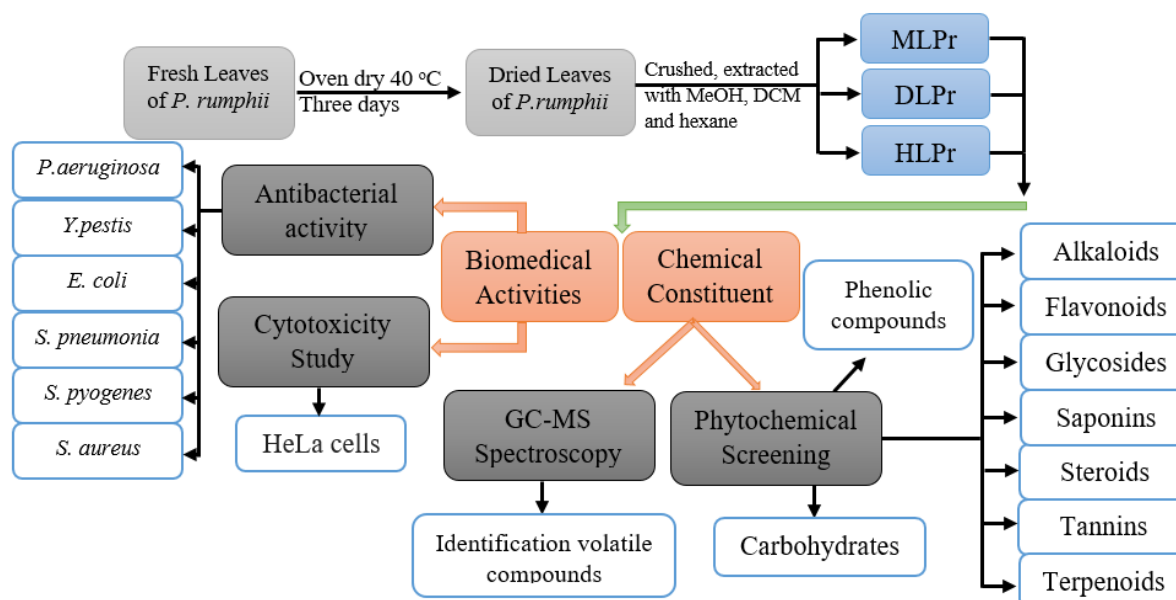 Fresh Leaves
of P. rumphii
Oven dry 40 °C
Three days
Dried Leaves
of P.rumphii
Crushed, extracted
with MeOH, DCM
and hexane
MLPr
DLPr
HLPr
P.aeruginosa
Y.pestis
E. coli
S. pneumonia
S. pyogenes
S. aureus
Antibacterial
activity
Cytotoxicity
Study
HeLa cells
Biomedical
Activities
Chemical
Constituent
GC-MS
Spectroscopy
Identification volatile
compounds
Phytochemical
Screening
Phenolic
compounds
Carbohydrates
Alkaloids
Flavonoids
Glycosides
Saponins
Steroids
Tannins
Terpenoids